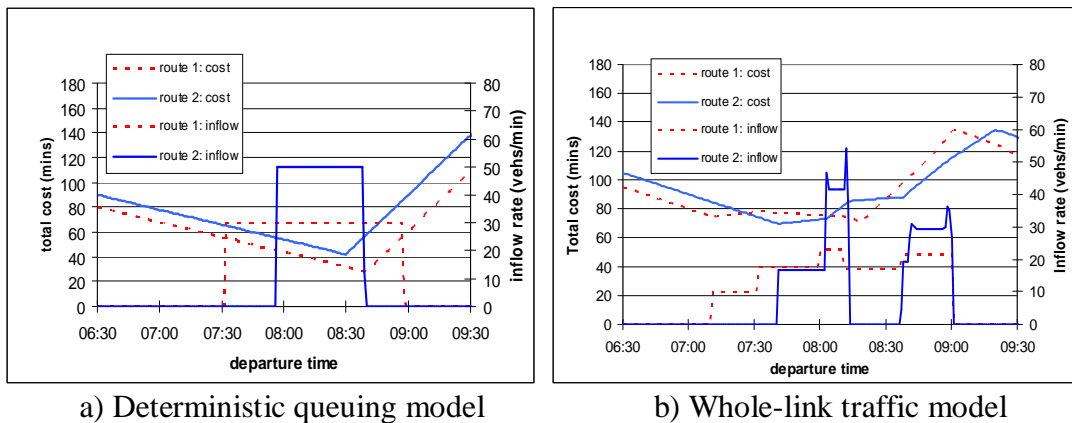 route 1: cost
route 2: cost
route 1: inflow
route 2: inflow
total cost (mins)
180
160
140
120
100
80
60
40
20
0
80
70
60
50
40
30
20
10
0
inflow rate (vehs/min)
06:30 07:00 07:30 08:00 08:30 09:00 09:30
departure time
a) Deterministic queuing model
route 1: cost
route 2: cost
route 1: inflow
route 2: inflow
Total cost (mins)
180
160
140
120
100
80
60
40
20
0
80
70
60
50
40
30
20
10
0
Inflow rate (vehs/min)
06:30 07:00 07:30 08:00 08:30 09:00 09:30
departure time
b) Whole-link traffic model